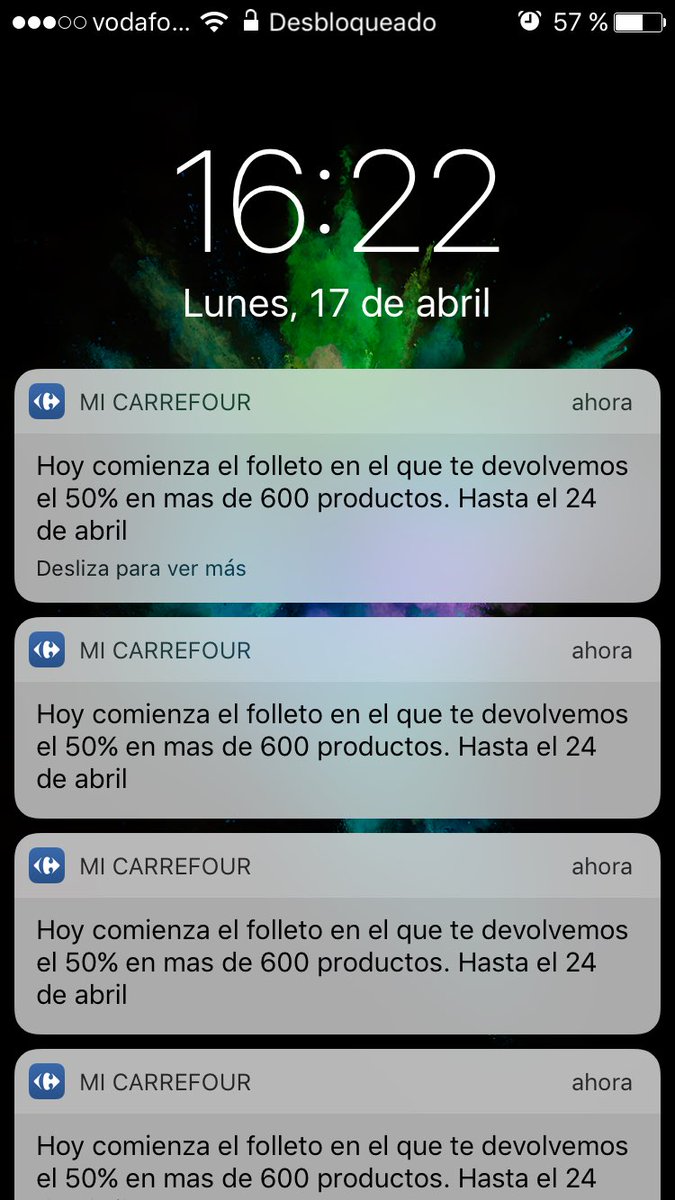 vodafo... Desbloqueado 57 %
16:22
Lunes, 17 de abril
MI CARREFOUR ahora
Hoy comienza el folleto en el que te devolvemos
el 50% en mas de 600 productos. Hasta el 24
de abril
Desliza para ver más
MI CARREFOUR ahora
Hoy comienza el folleto en el que te devolvemos
el 50% en mas de 600 productos. Hasta el 24
de abril
MI CARREFOUR ahora
Hoy comienza el folleto en el que te devolvemos
el 50% en mas de 600 productos. Hasta el 24
de abril
MI CARREFOUR ahora
Hoy comienza el folleto en el que te devolvemos
el 50% en mas de 600 productos. Hasta el 24